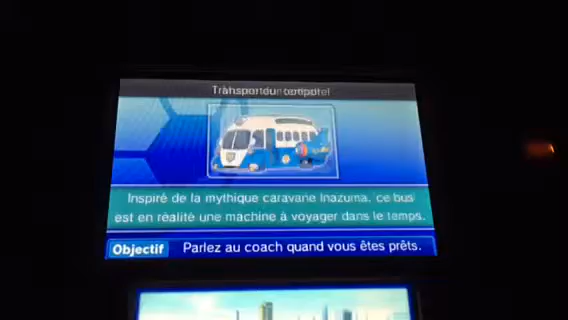 Inspiré de la mythique caravane Inazuma, ce bus
est en réalité une machine à voyager dans le temps.
Objectif Parlez au coach quand vous êtes prêts.